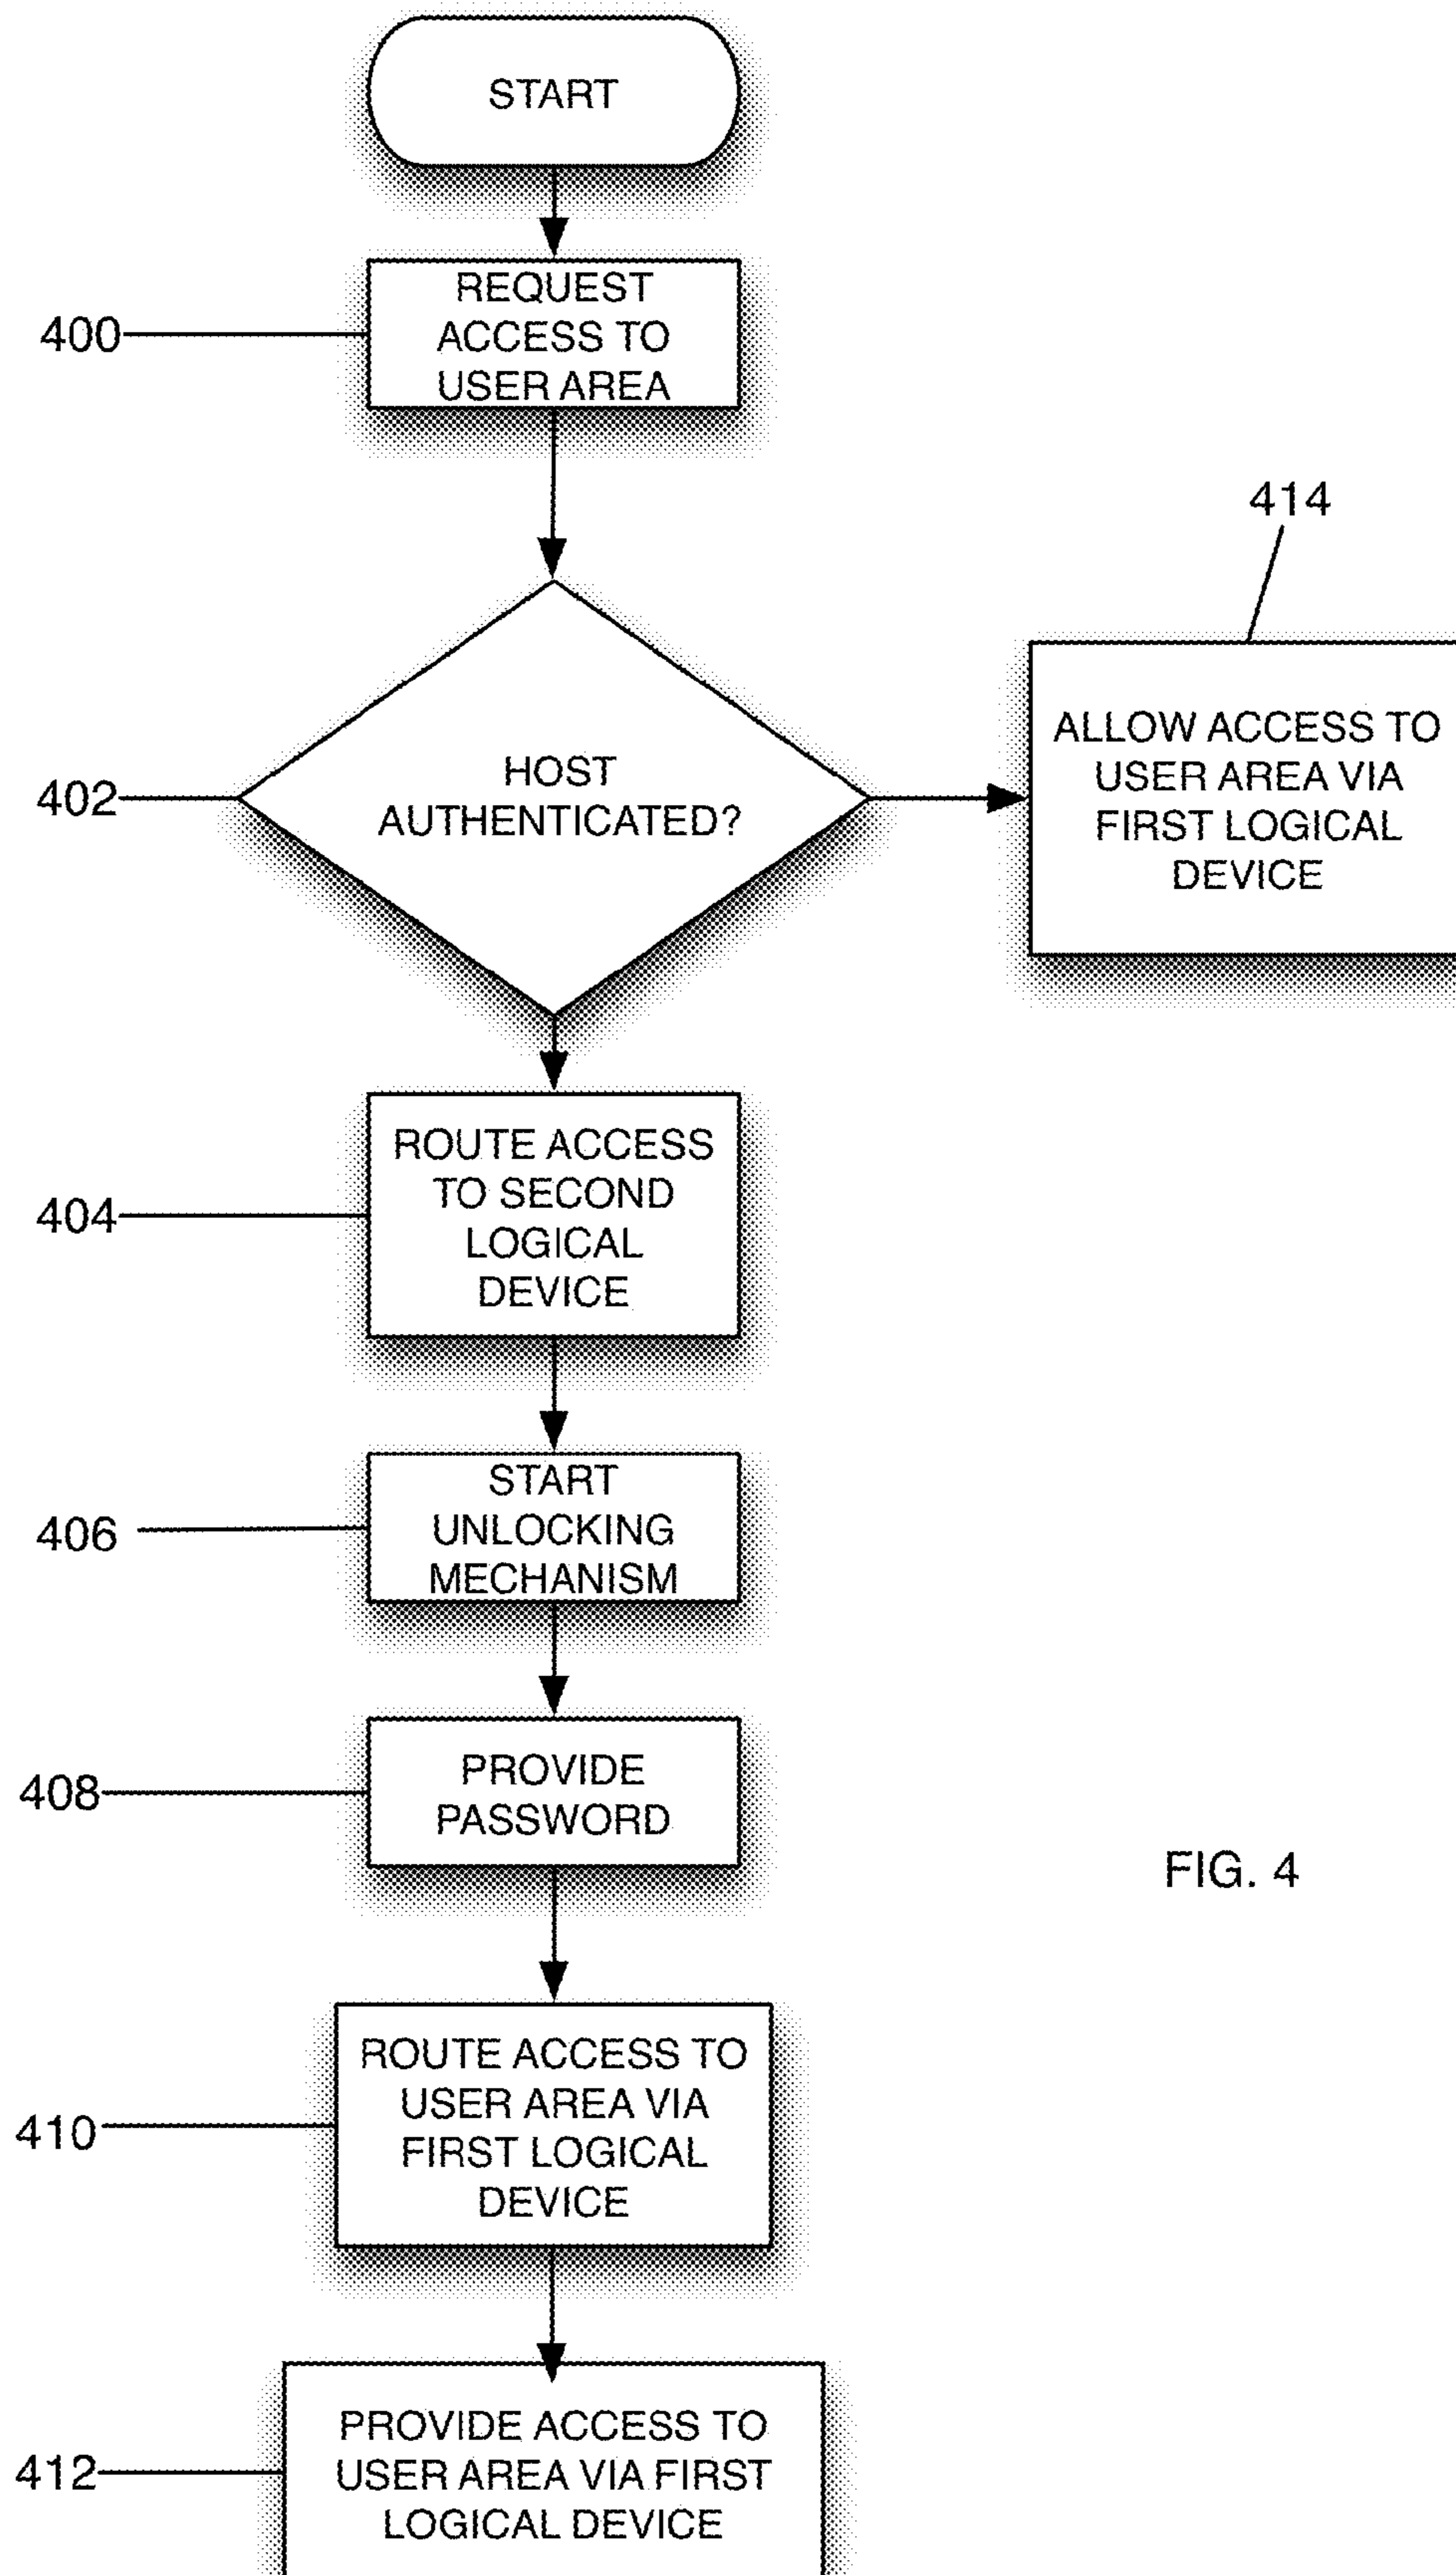 START
400
REQUEST
ACCESS TO
USER AREA
414
402
HOST
AUTHENTICATED?
ALLOW ACCESS TO
USER AREA VIA
FIRST LOGICAL
DEVICE
404
ROUTE ACCESS
TO SECOND
LOGICAL
DEVICE
406
START
UNLOCKING
MECHANISM
408
PROVIDE
PASSWORD
FIG. 4
410
ROUTE ACCESS TO
USER AREA VIA
FIRST LOGICAL
DEVICE
412
PROVIDE ACCESS TO
USER AREA VIA FIRST
LOGICAL DEVICE